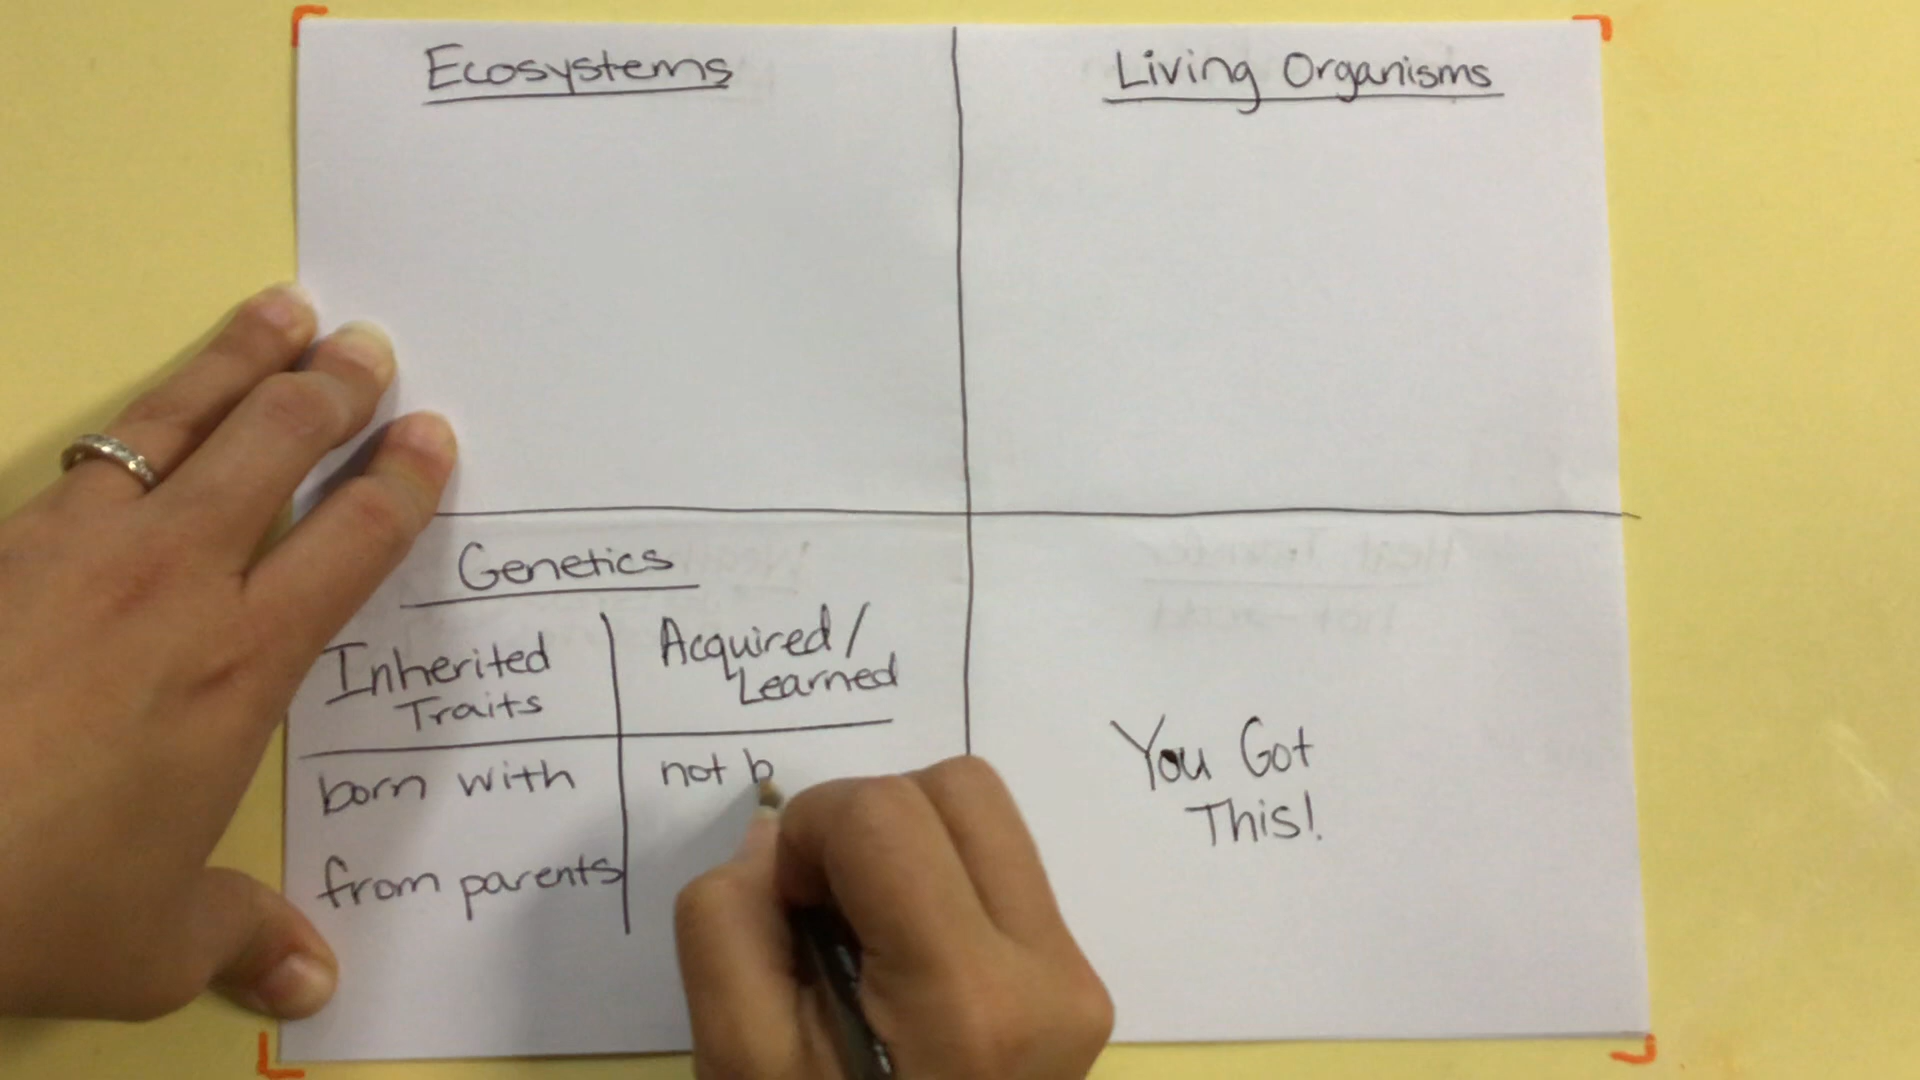 Ecosystems
Living Organisms
Genetics
Inherited
Traits
Acquired/
Learned
born with
from parents
not b
You Got
This!